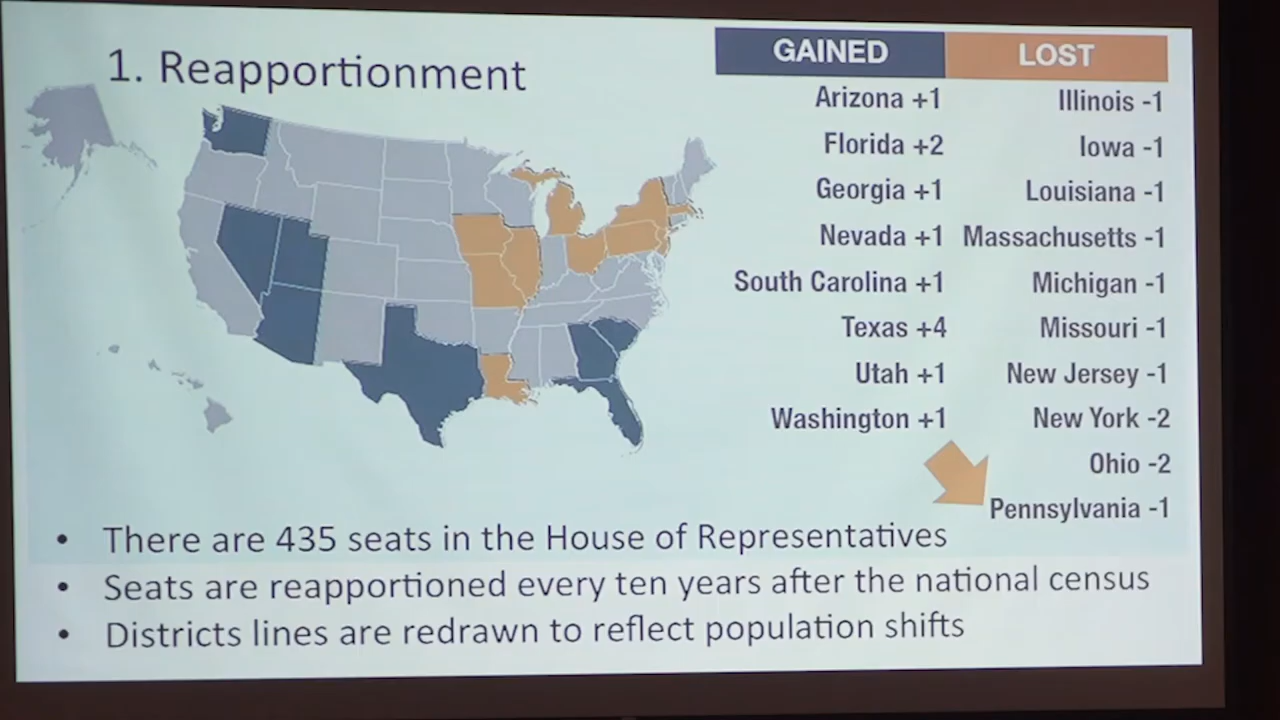 1. Reapportionment
GAINED LOST
Arizona +1 Illinois -1
Florida +2 Iowa -1
Georgia +1 Louisiana -1
Nevada +1 Massachusetts -1
South Carolina +1 Michigan -1
Texas +4 Missouri -1
Utah +1 New Jersey -1
Washington +1 New York -2
Ohio -2
Pennsylvania -1
• There are 435 seats in the House of Representatives
• Seats are reapportioned every ten years after the national census
• Districts lines are redrawn to reflect population shifts